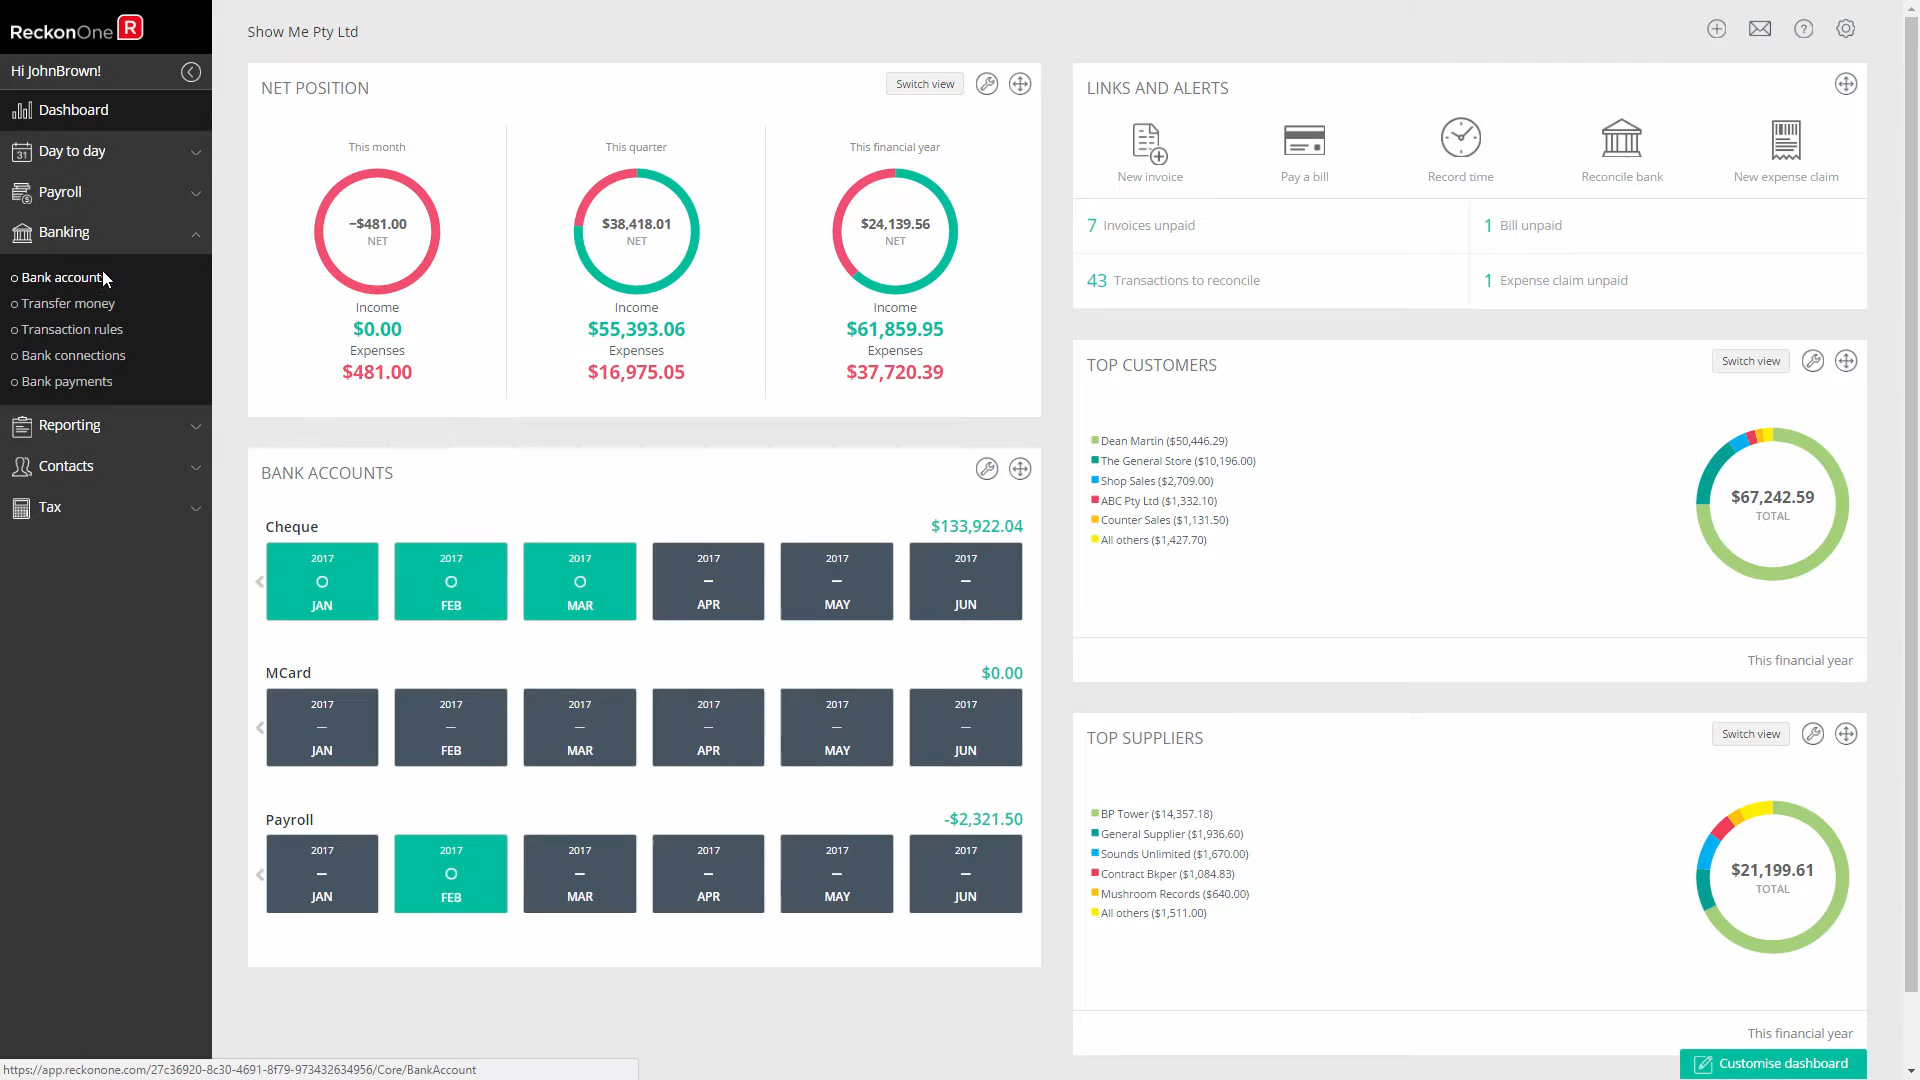 ReckonOne R
Hi JohnBrown!
Dashboard
31 Day to day
Payroll
Banking
Bank accounts
Transfer money
Transaction rules
Bank connections
Bank payments
Reporting
Contacts
Tax
Show Me Pty Ltd
NET POSITION
Switch view
This month
−$481.00
NET
Income
$0.00
Expenses
$481.00
This quarter
$38,418.01
NET
Income
$55,393.06
Expenses
$16,975.05
This financial year
$24,139.56
NET
Income
$61,859.95
Expenses
$37,720.39
BANK ACCOUNTS
Cheque
$133,922.04
2017 2017 2017 2017 2017 2017
JAN FEB MAR APR MAY JUN
MCard
$0.00
2017 2017 2017 2017 2017 2017
JAN FEB MAR APR MAY JUN
Payroll
-$2,321.50
2017 2017 2017 2017 2017 2017
JAN FEB MAR APR MAY JUN
LINKS AND ALERTS
New invoice
Pay a bill
Record time
Reconcile bank
New expense claim
7 Invoices unpaid
1 Bill unpaid
43 Transactions to reconcile
1 Expense claim unpaid
TOP CUSTOMERS
Switch view
Dean Martin ($50,446.29)
The General Store ($10,196.00)
Shop Sales ($2,709.00)
ABC Pty Ltd ($1,332.10)
Counter Sales ($1,131.50)
All others ($1,427.70)
$67,242.59
TOTAL
This financial year
TOP SUPPLIERS
Switch view
BP Tower ($14,357.18)
General Supplier ($1,936.60)
Sounds Unlimited ($1,670.00)
Contract Bkper ($1,084.83)
Mushroom Records ($640.00)
All others ($1,511.00)
$21,199.61
TOTAL
This financial year
Customise dashboard
https://app.reckonone.com/27c36920-8c30-4691-8f79-973432634956/Core/BankAccount